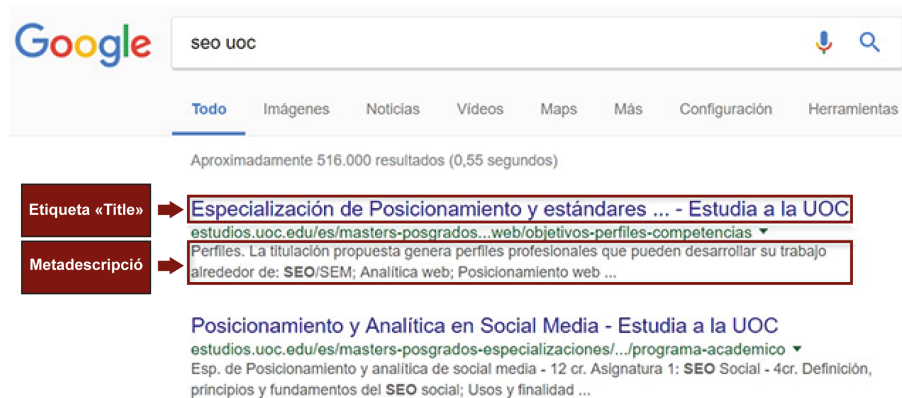 Google
seo uoc
Todo Imágenes Noticias Vídeos Maps Más Configuración Herramientas
Aproximadamente 516.000 resultados (0,55 segundos)
Etiqueta «Title»
Especialización de Posicionamiento y estándares ... - Estudia a la UOC
estudios.uoc.edu/es/masters-posgrados...web/objetivos-perfiles-competencias
Metadescripció
Perfiles. La titulación propuesta genera perfiles profesionales que pueden desarrollar su trabajo
alrededor de: SEO/SEM; Analítica web; Posicionamiento web ...
Posicionamiento y Analítica en Social Media - Estudia a la UOC
estudios.uoc.edu/es/masters-posgrados-especializaciones/.../programa-academico
Esp. de Posicionamiento y analítica de social media - 12 cr. Asignatura 1: SEO Social - 4cr. Definición,
principios y fundamentos del SEO social; Usos y finalidad ...